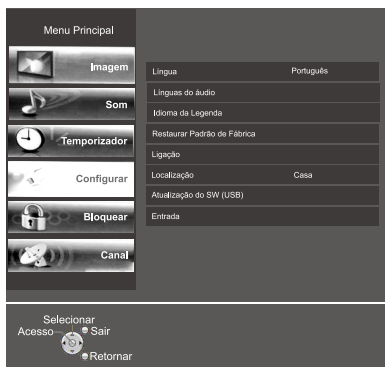 Menu Principal
Imagem
Som
Temporizador
Configurar
Bloquear
Canal
Língua Português
Línguas do áudio
Idioma da Legenda
Restaurar Padrão de Fábrica
Ligação
Localização Casa
Atualização do SW (USB)
Entrada
Selecionar
Acesso Sair
Retornar